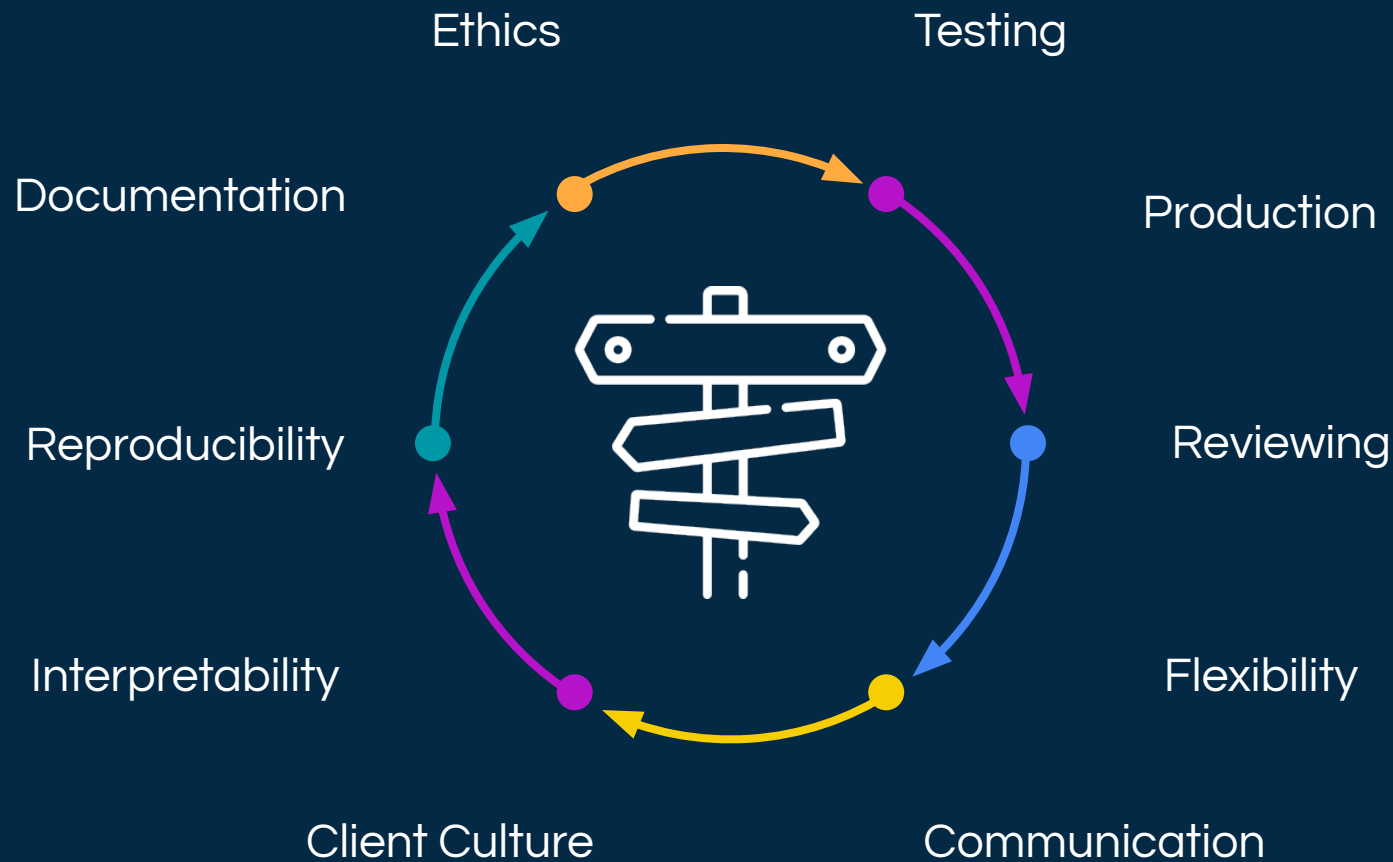 Ethics
Testing
Documentation
Production
Reproducibility
Reviewing
Interpretability
Flexibility
Client Culture
Communication